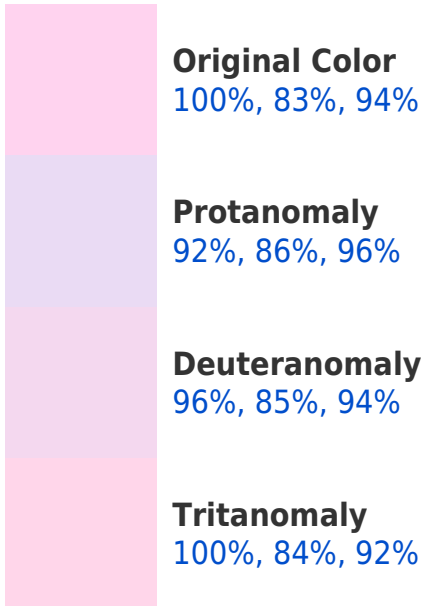 Original Color
100%, 83%, 94%
Protanomaly
92%, 86%, 96%
Deuteranomaly
96%, 85%, 94%
Tritanomaly
100%, 84%, 92%